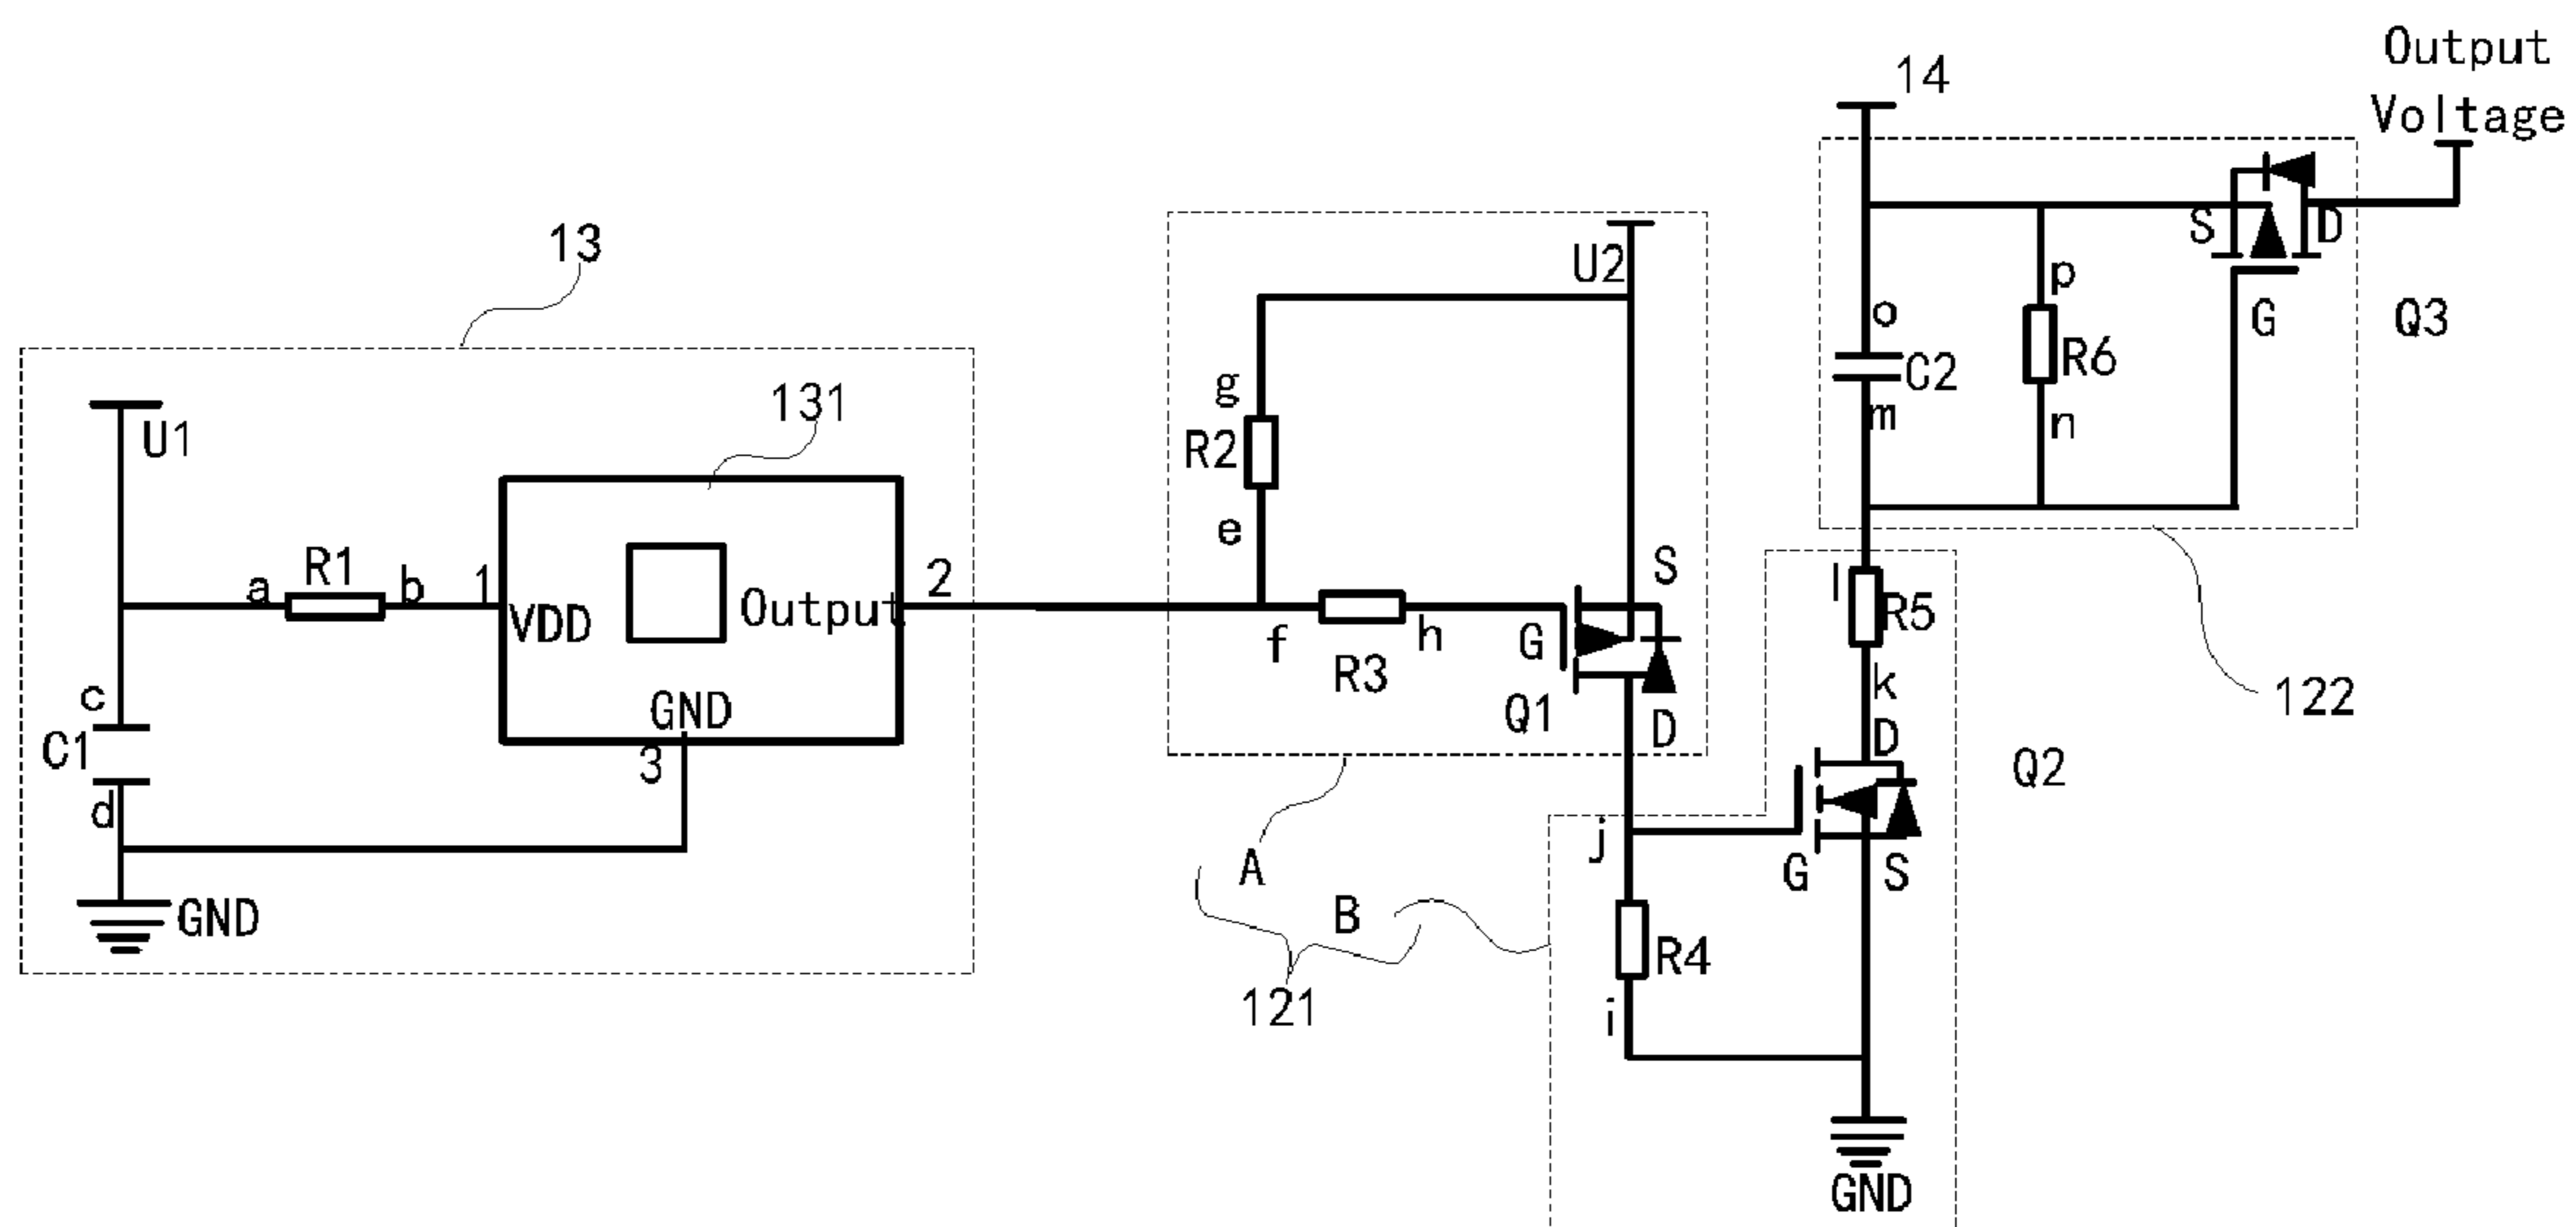 Output
Voltage
14
13
U1
131
a
R1
b
1
VDD
Output
2
GND
3
c
C1
d
GND
U2
g
R2
e
f
R3
h
G
S
Q1
D
A
B
121
j
R4
i
o
C2
m
p
R6
n
S
D
G
Q3
122
l
R5
k
D
Q2
G
S
GND